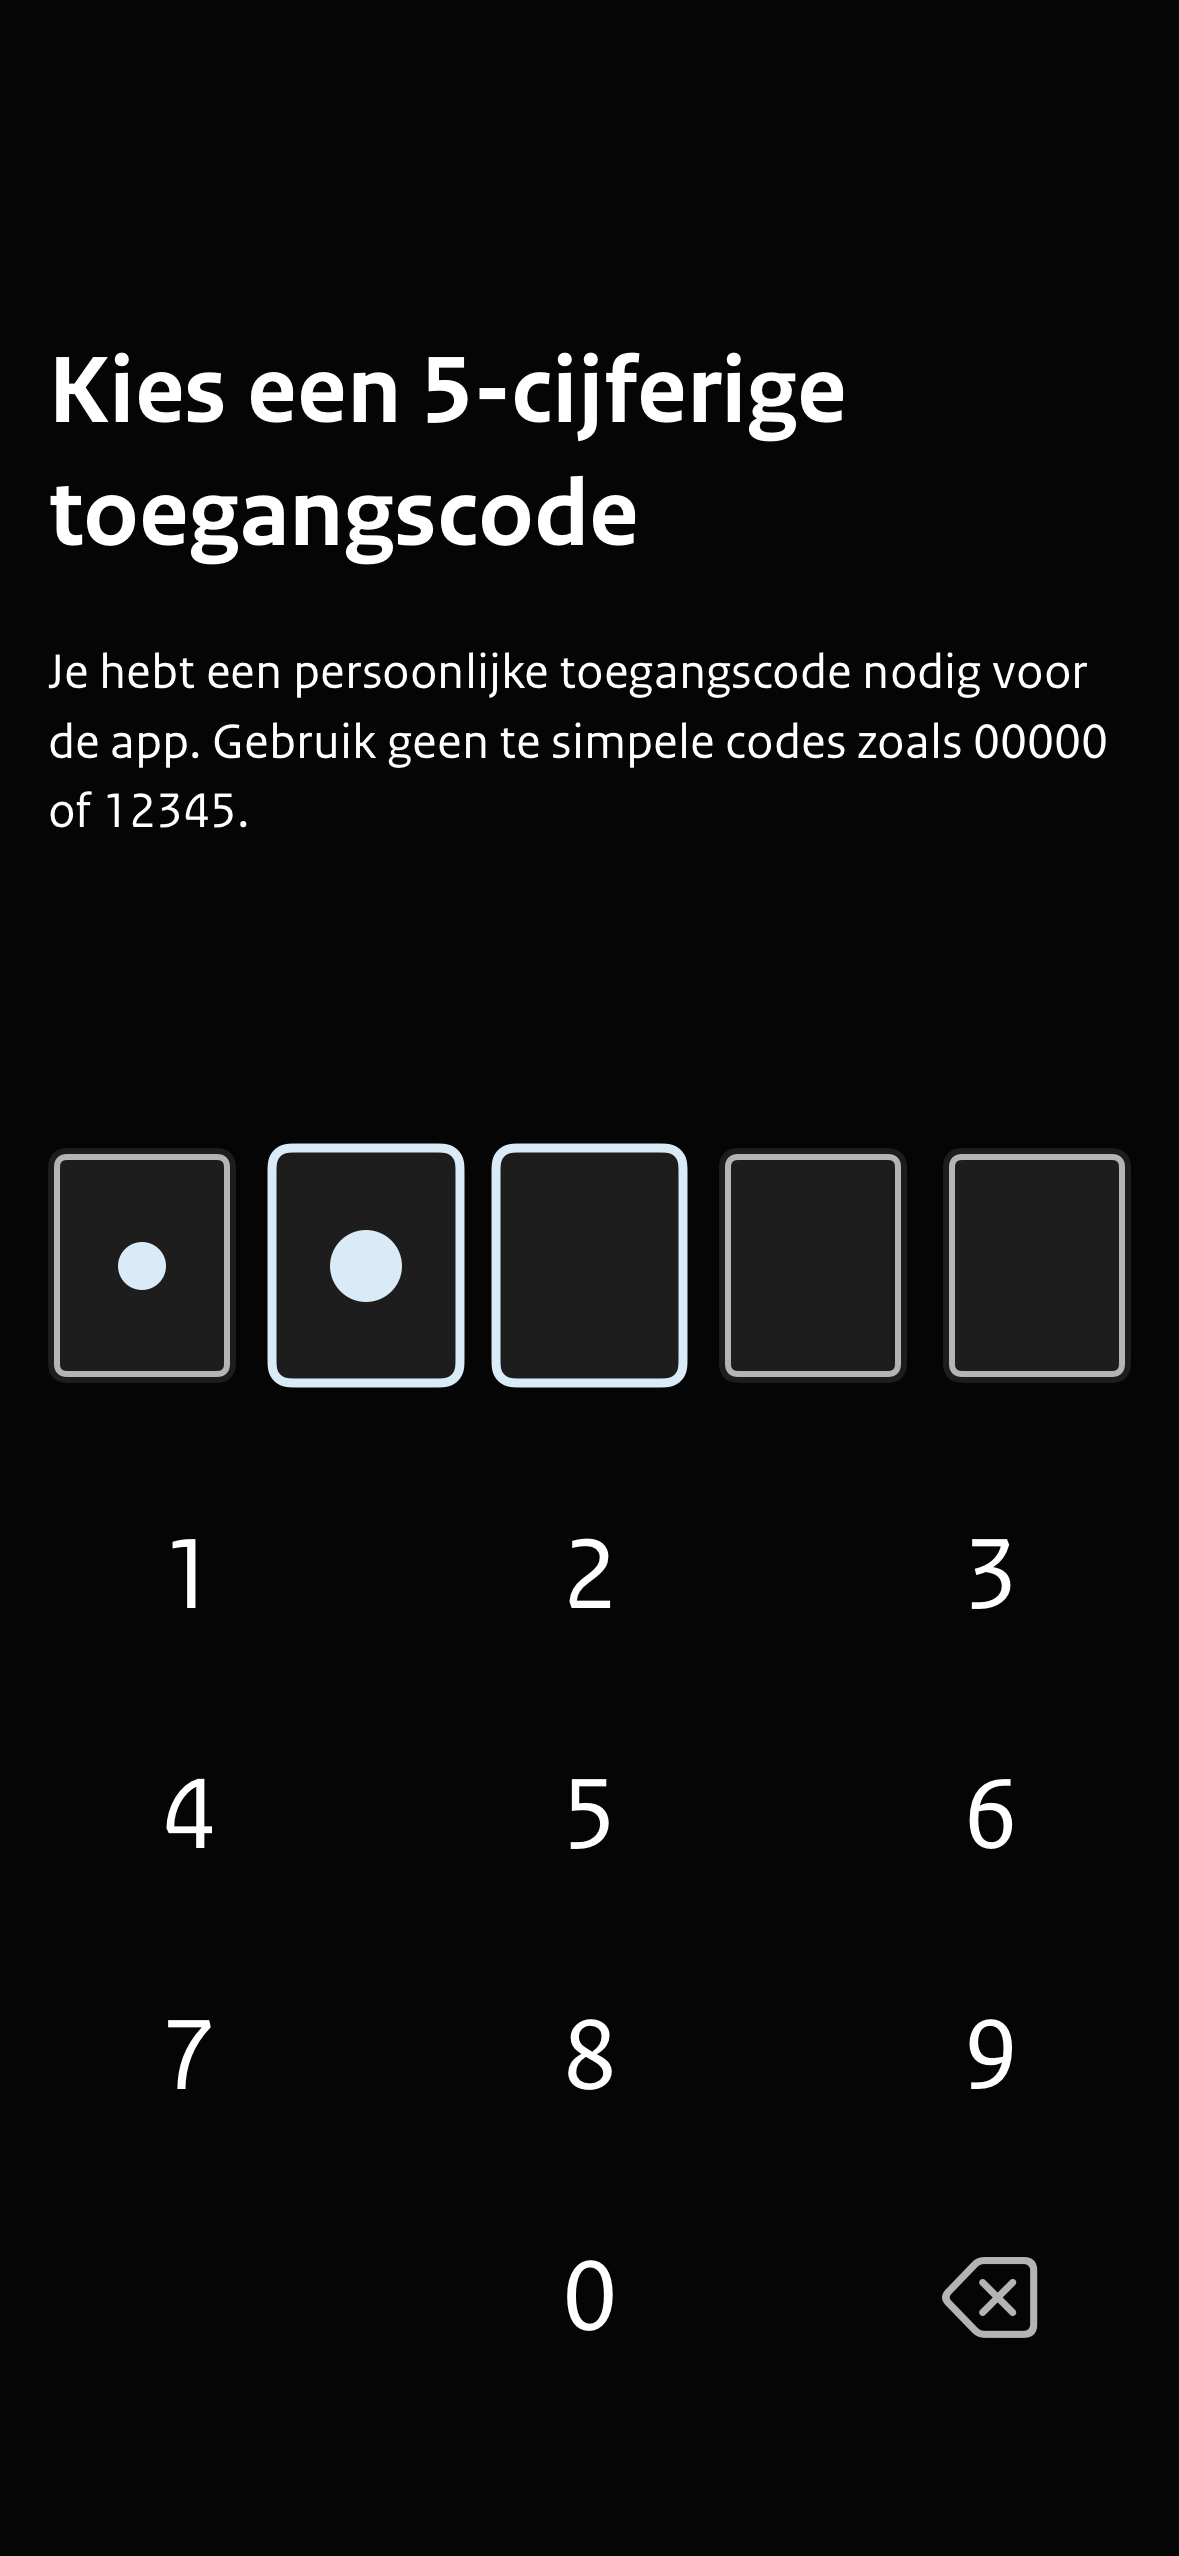 Kies een 5-cijferige
toegangscode
Je hebt een persoonlijke toegangscode nodig voor
de app. Gebruik geen te simpele codes zoals 00000
of 12345.
1 2 3
4 5 6
7 8 9
0